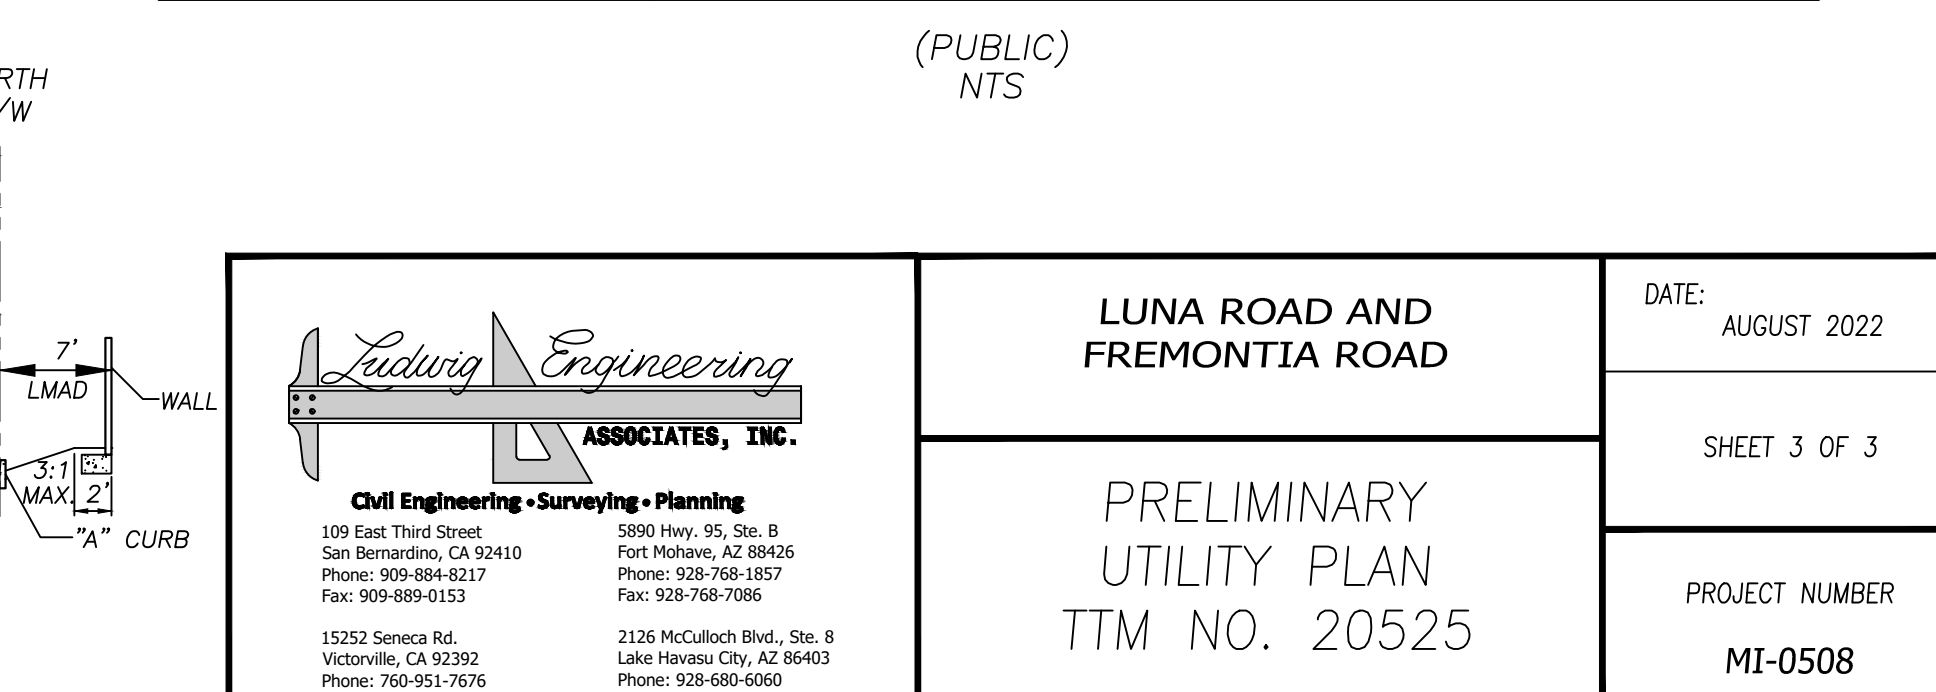 (PUBLIC)
NTS
RTH
/W
7'
LMAD
WALL
3:1
MAX.
2'
"A" CURB
Ludwig Engineering
ASSOCIATES, INC.
Civil Engineering • Surveying • Planning
109 East Third Street
San Bernardino, CA 92410
Phone: 909-884-8217
Fax: 909-889-0153
15252 Seneca Rd.
Victorville, CA 92392
Phone: 760-951-7676
5890 Hwy. 95, Ste. B
Fort Mohave, AZ 88426
Phone: 928-768-1857
Fax: 928-768-7086
2126 McCulloch Blvd., Ste. 8
Lake Havasu City, AZ 86403
Phone: 928-680-6060
LUNA ROAD AND
FREMONTIA ROAD
PRELIMINARY
UTILITY PLAN
TTM NO. 20525
DATE:
AUGUST 2022
SHEET 3 OF 3
PROJECT NUMBER
MI-0508